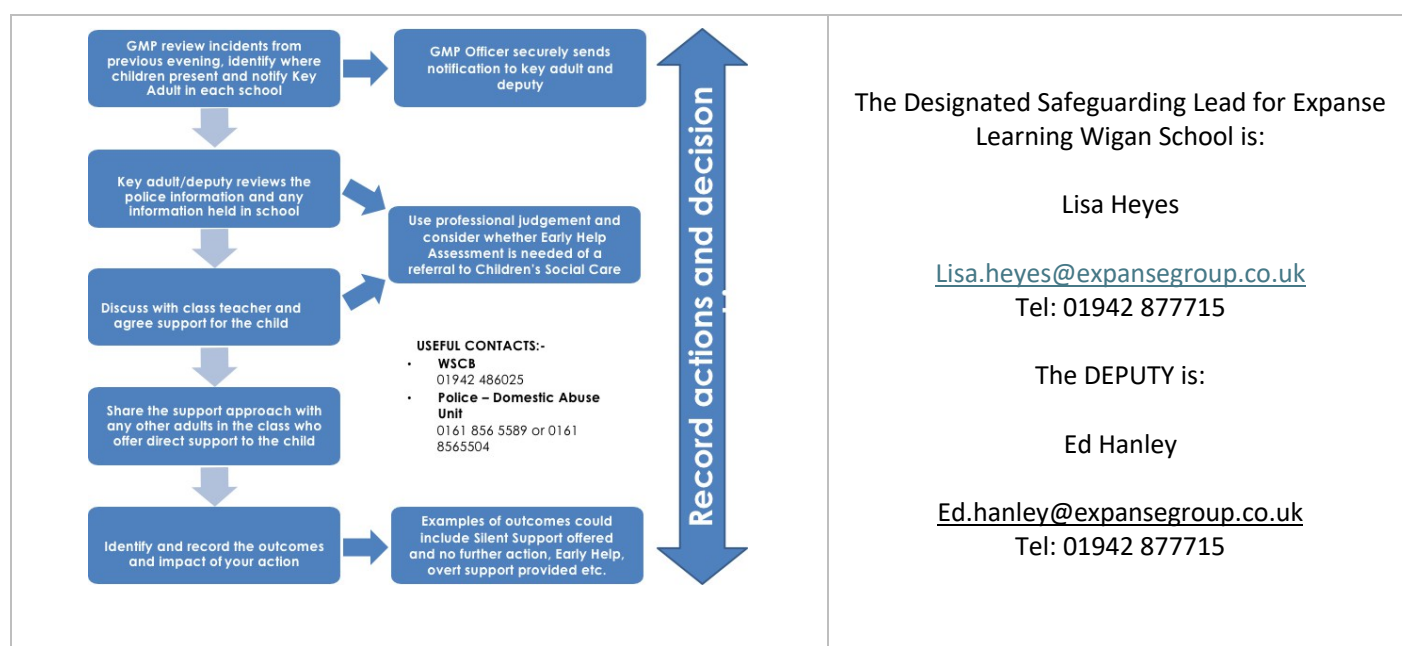 GMP review incidents from
previous evening, identify where
children present and notify Key
Adult in each school
GMP Officer securely sends
notification to key adult and
deputy
Key adult/deputy reviews the
police information and any
information held in school
Use professional judgement and
consider whether Early Help
Assessment is needed of a
referral to Children's Social Care
Discuss with class teacher and
agree support for the child
USEFUL CONTACTS:-
• WSCB
01942 486025
• Police – Domestic Abuse
Unit
0161 856 5589 or 0161
8565504
Share the support approach with
any other adults in the class who
offer direct support to the child
Identify and record the outcomes
and impact of your action
Examples of outcomes could
include Silent Support offered
and no further action, Early Help,
overt support provided etc.
Record actions and decision
The Designated Safeguarding Lead for Expanse
Learning Wigan School is:
Lisa Heyes
Lisa.heyes@expansegroup.co.uk
Tel: 01942 877715
The DEPUTY is:
Ed Hanley
Ed.hanley@expansegroup.co.uk
Tel: 01942 877715